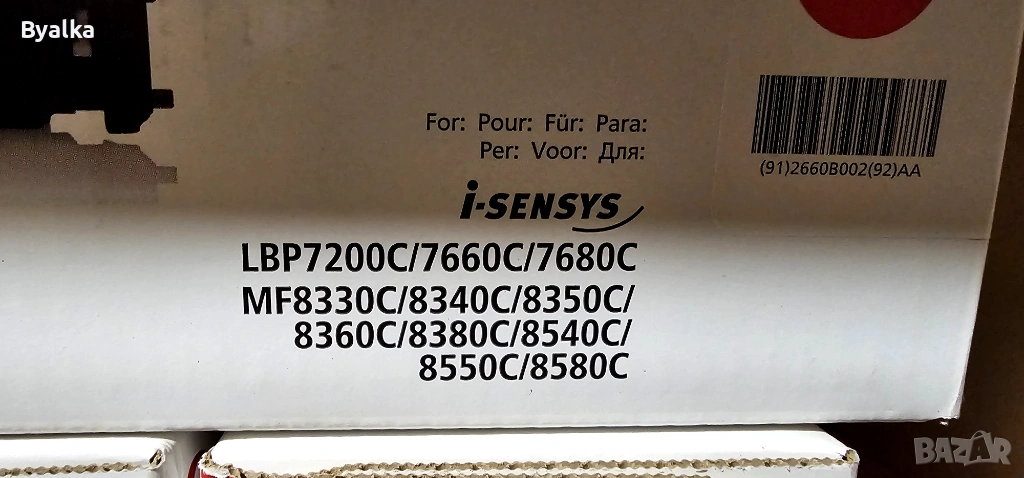 Byalka
For: Pour: Für: Para:
Per: Voor: Для:
(91)2660B002(92)AA
i-SENSYS
LBP7200C/7660C/7680C
MF8330C/8340C/8350C/
8360C/8380C/8540C/
8550C/8580C
BAZAR